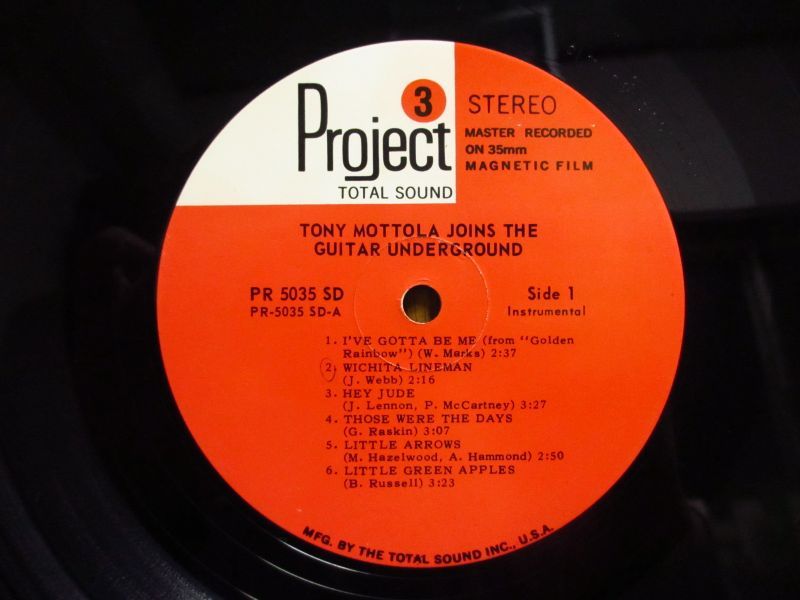 Project 3
TOTAL SOUND
STEREO
MASTER RECORDED
ON 35mm
MAGNETIC FILM
TONY MOTTOLA JOINS THE
GUITAR UNDERGROUND
PR 5035 SD
PR-5035 SD-A
Side 1
Instrumental
1. I'VE GOTTA BE ME (from "Golden
Rainbow") (W. Marks) 2:37
2. WICHITA LINEMAN
(J. Webb) 2:16
3. HEY JUDE
(J. Lennon, P. McCartney) 3:27
4. THOSE WERE THE DAYS
(G. Raskin) 3:07
5. LITTLE ARROWS
(M. Hazelwood, A. Hammond) 2:50
6. LITTLE GREEN APPLES
(B. Russell) 3:23
MFG. BY THE TOTAL SOUND INC., U.S.A.